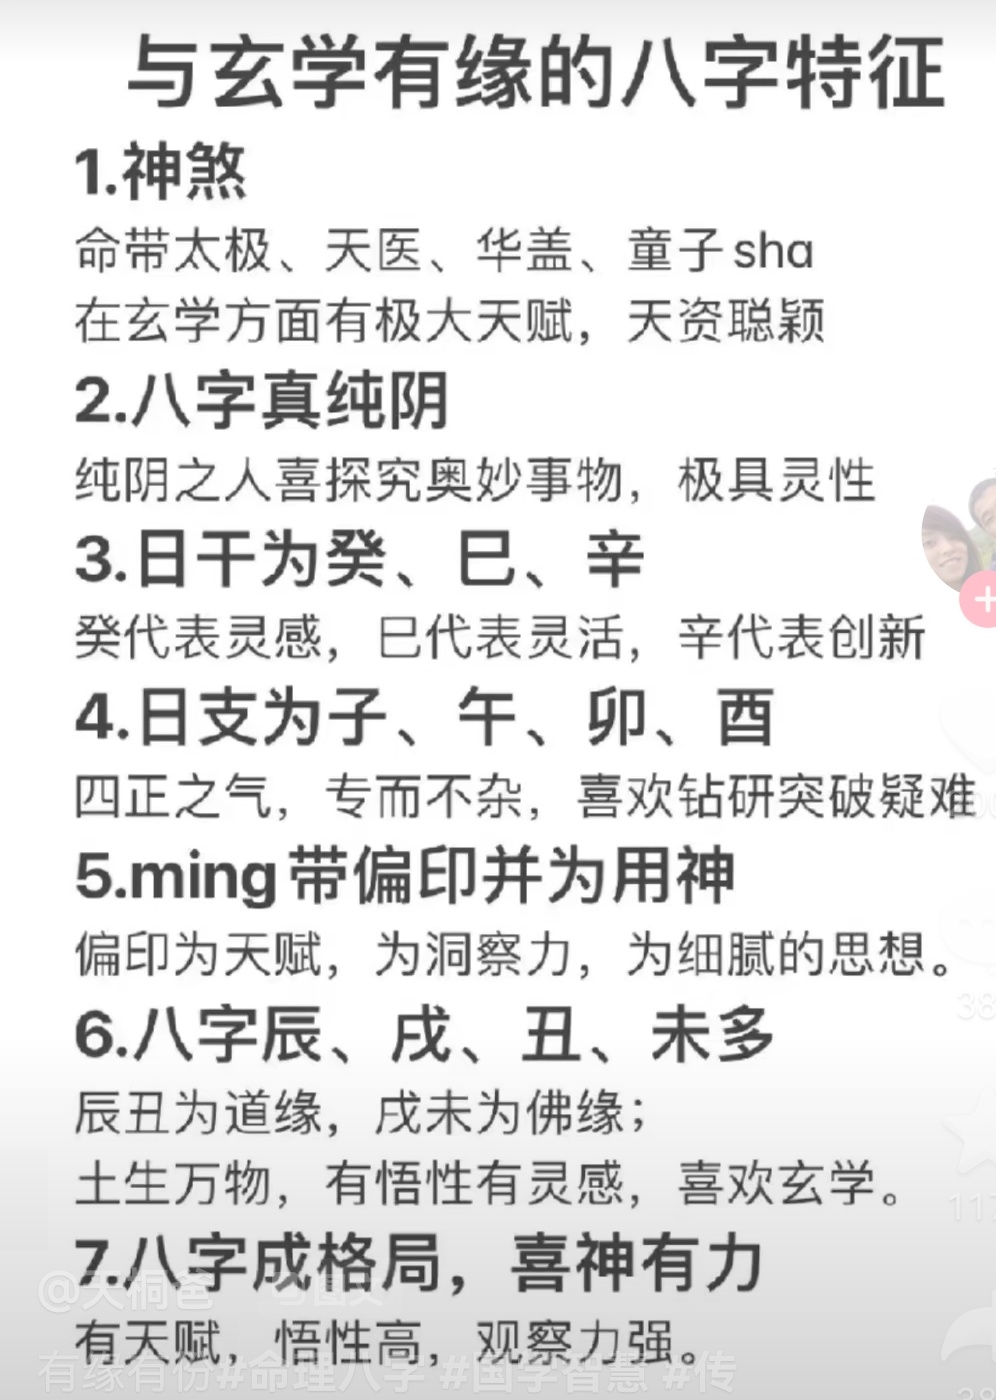 与玄学有缘的八字特征
1.神煞
命带太极、天医、华盖、童子sha
在玄学方面有极大天赋，天资聪颖
2.八字真纯阴
纯阴之人喜探究奥妙事物，极具灵性
3.日干为癸、巳、辛
癸代表灵感，巳代表灵活，辛代表创新
4.日支为子、午、卯、酉
四正之气，专而不杂，喜欢钻研突破疑难
5.ming带偏印并为用神
偏印为天赋，为洞察力，为细腻的思想。
38
6.八字辰、戌、丑、未多
辰丑为道缘，戌未为佛缘；
土生万物，有悟性有灵感，喜欢玄学。
117
7.八字成格局，喜神有力
@天桐爸 图文
有天赋，悟性高，观察力强。
有缘有份#命理八字 #国学智慧 #传